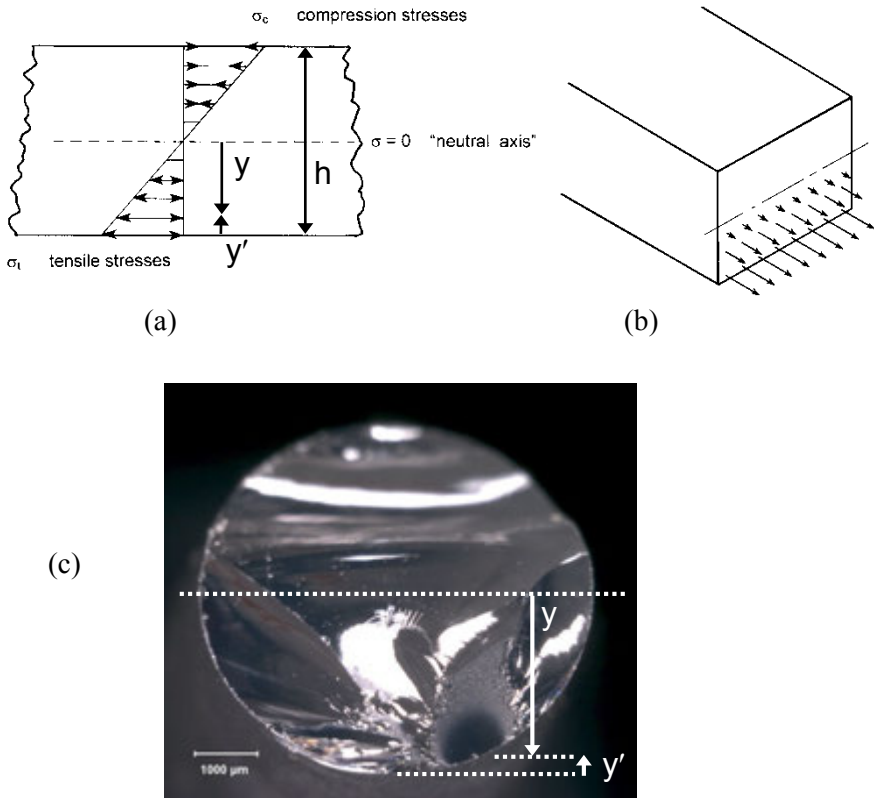 σc compression stresses
y
h
σ = 0 "neutral axis"
y′
σt tensile stresses
(a)
(b)
(c)
y
y′
1000 µm